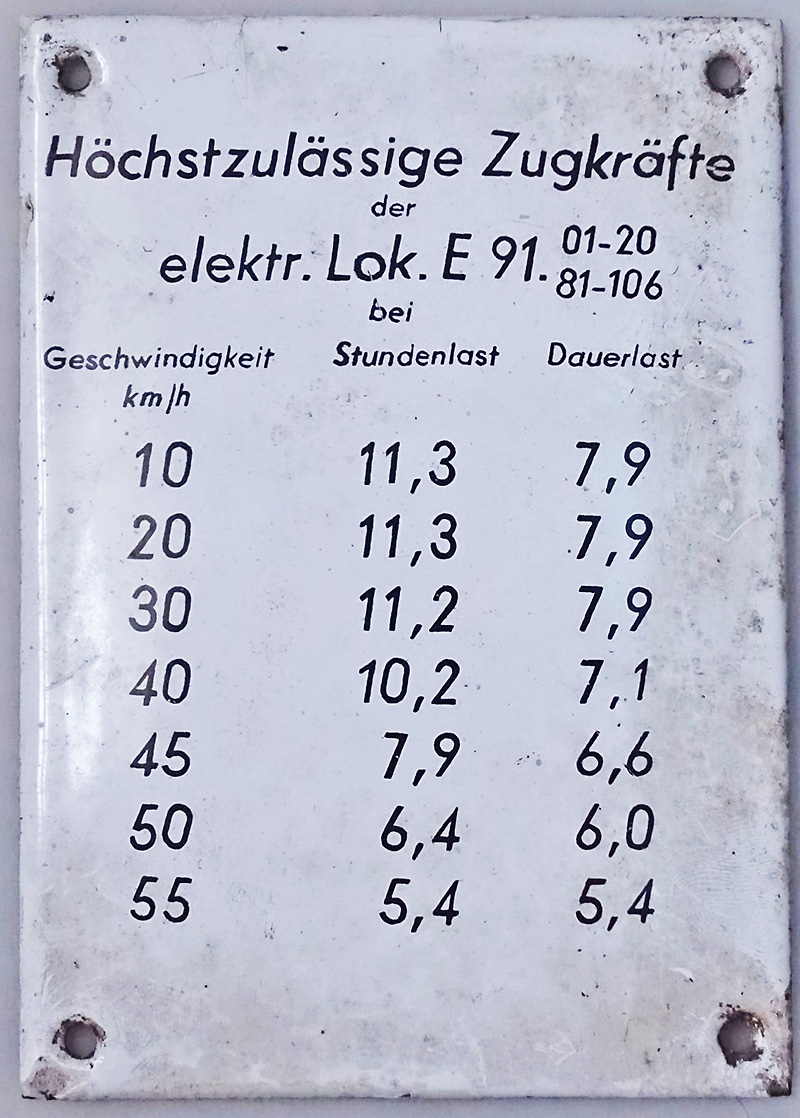 Höchstzulässige Zugkräfte
der
elektr. Lok. E 91. 01-20
81-106
bei
Geschwindigkeit Stundenlast Dauerlast
km/h
10 11,3 7,9
20 11,3 7,9
30 11,2 7,9
40 10,2 7,1
45 7,9 6,6
50 6,4 6,0
55 5,4 5,4